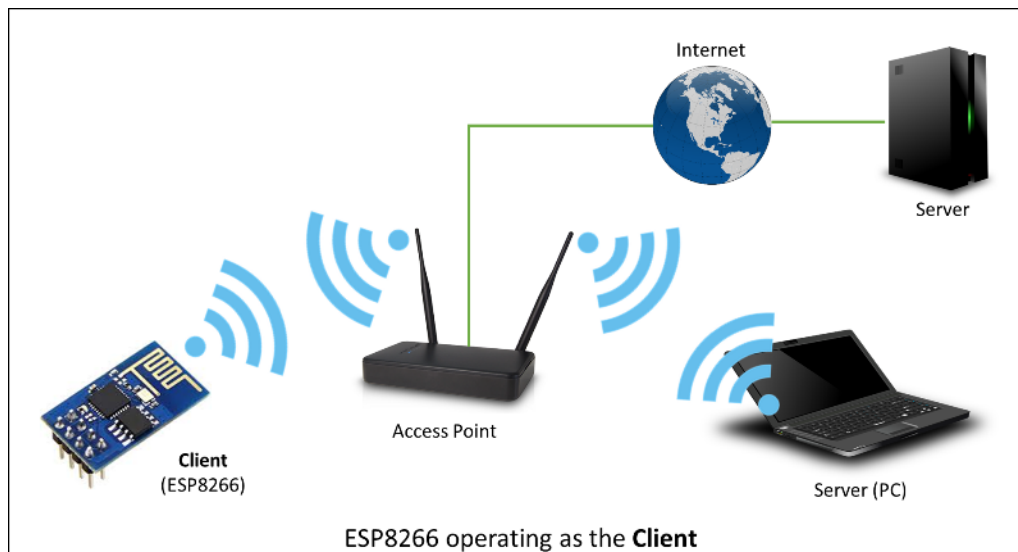 Internet
Server
Access Point
Client
(ESP8266)
Server (PC)
ESP8266 operating as the Client